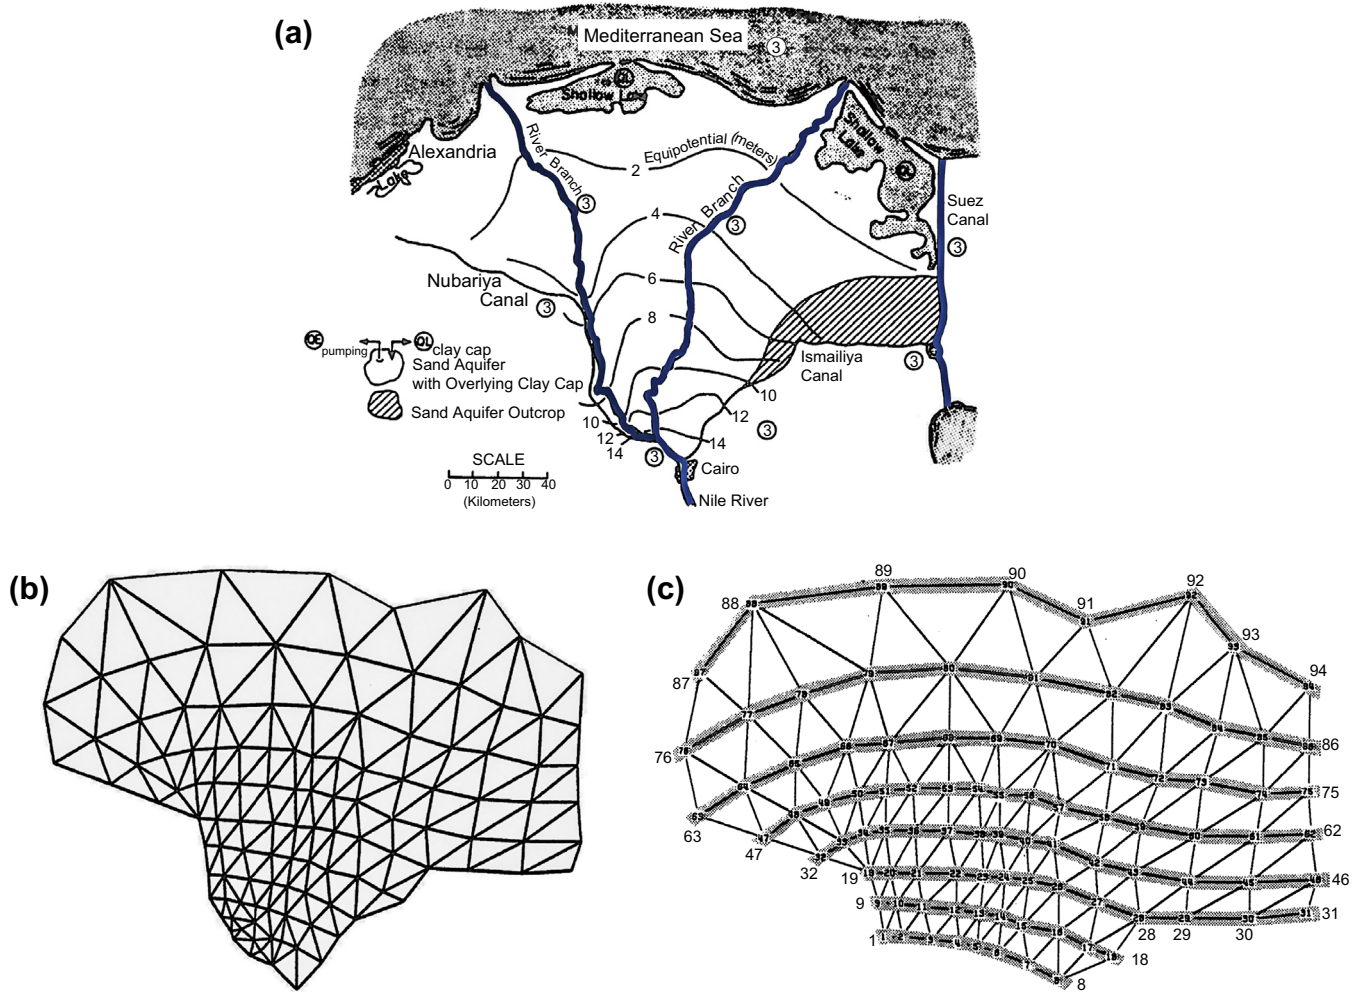 (a)
Mediterranean Sea
3
QL
Shallow Lake
Shallow
Lake
Alexandria
Lake
River Branch
Equipotential (meters)
2
QL
3
River Branch
Suez
Canal
4
3
3
Nubariya
Canal
6
3
8
QE
pumping
QL
clay cap
Sand Aquifer
with Overlying Clay Cap
Sand Aquifer Outcrop
Ismailiya
Canal
3
10
12
14
10
12
14
3
3
SCALE
0 10 20 30 40
(Kilometers)
Cairo
Nile River
(b)
(c)
88
89
90
91
92
93
94
87
76
86
75
63
62
47
32
19
46
9
31
28
29
30
1
18
8